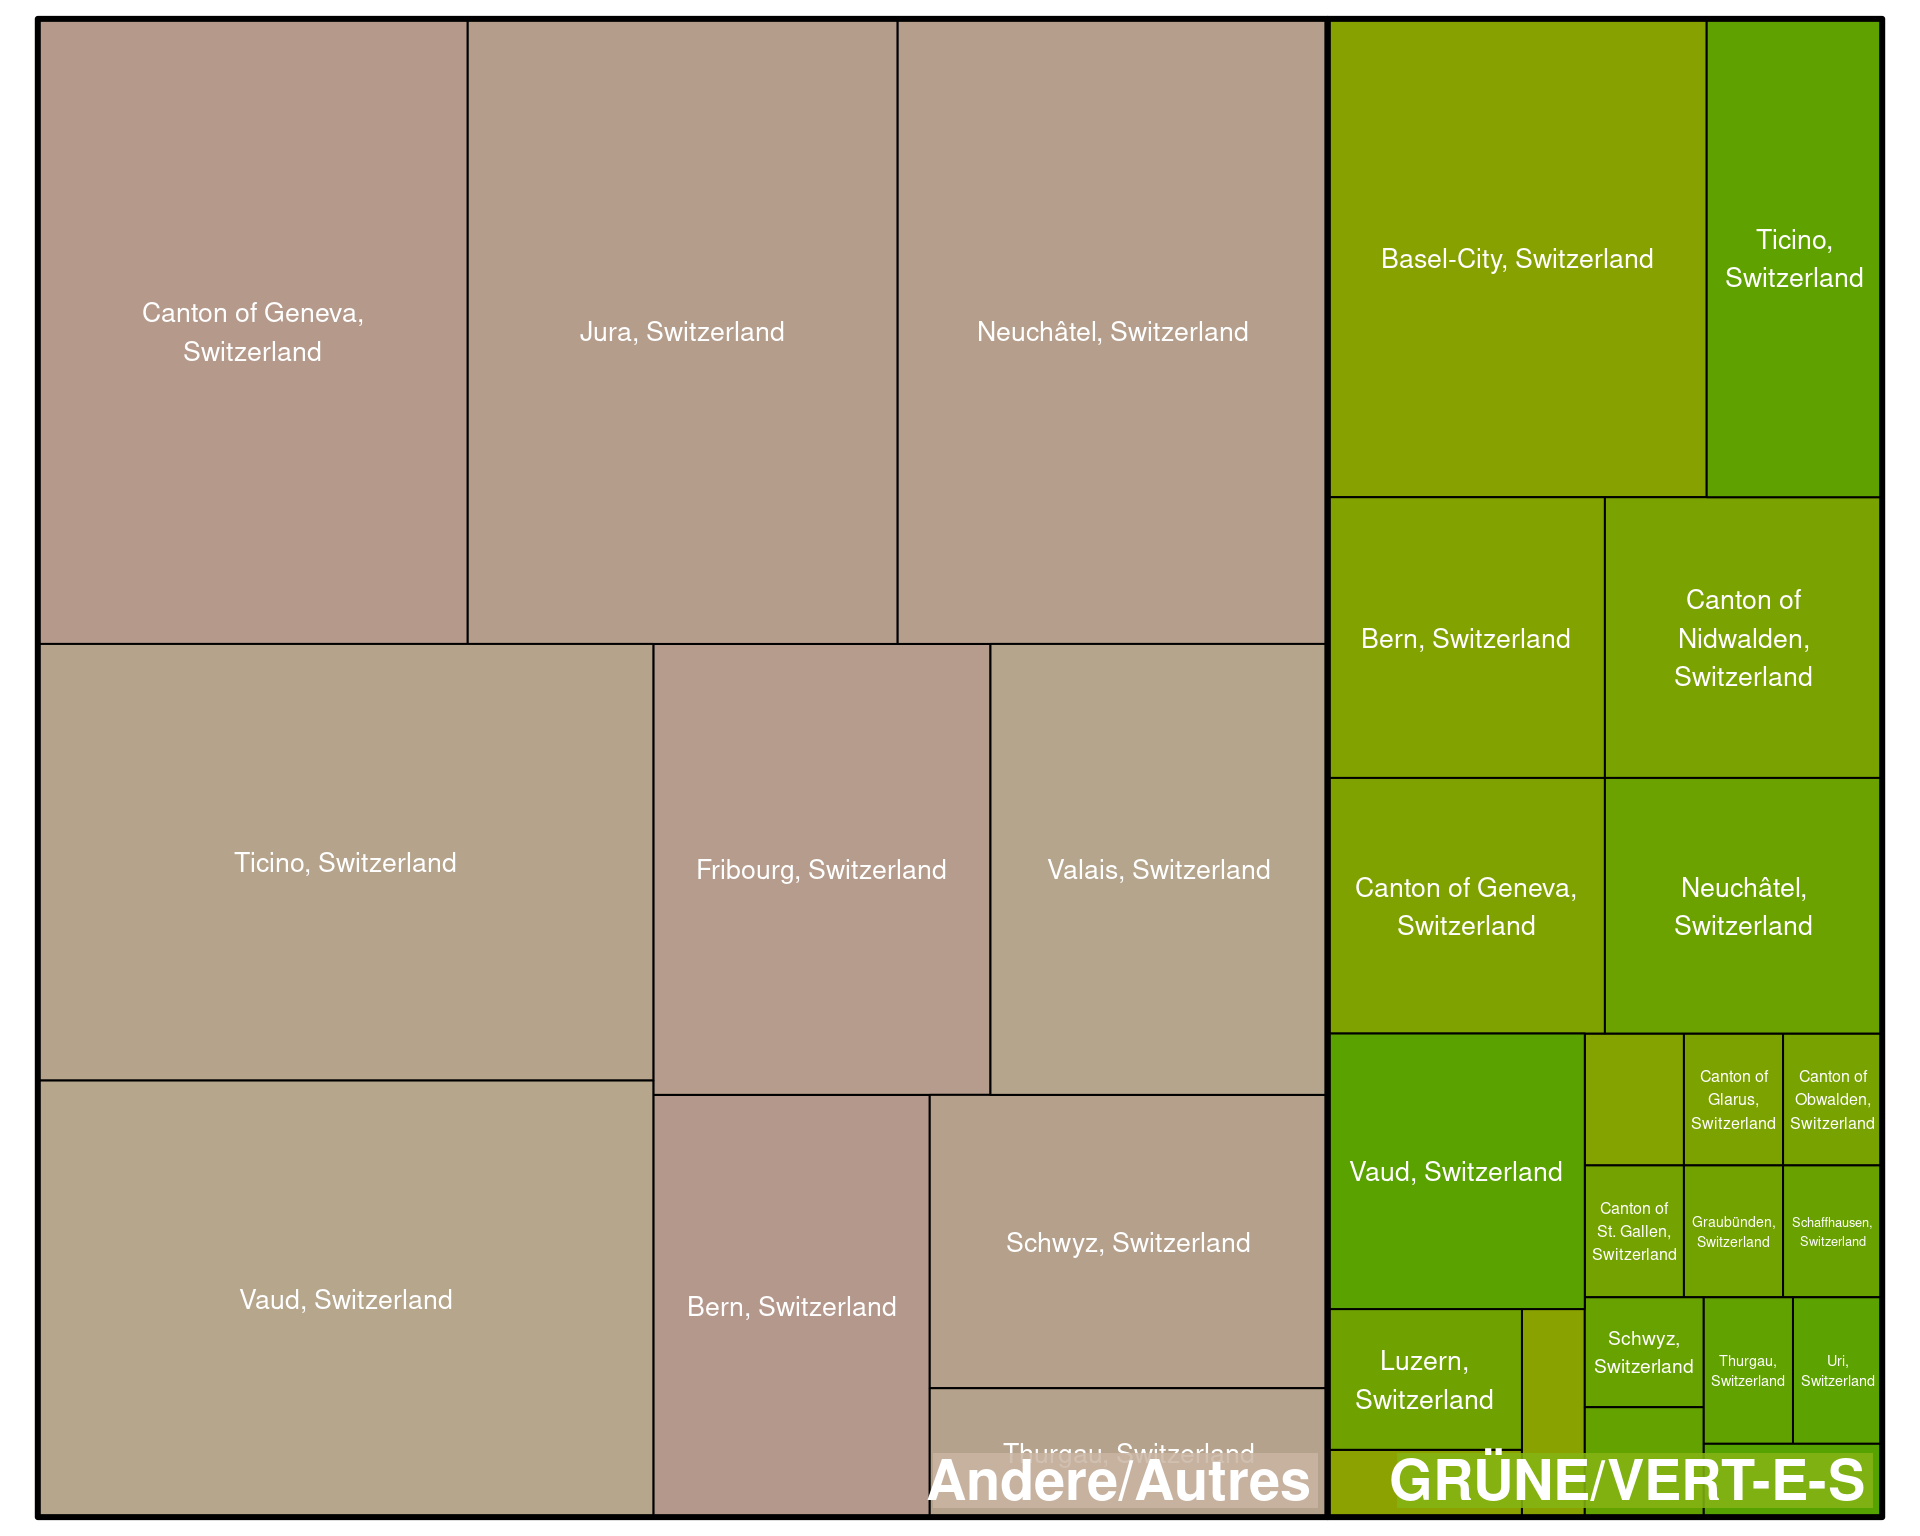 Canton of Geneva,
Switzerland
Jura, Switzerland
Neuchâtel, Switzerland
Ticino, Switzerland
Fribourg, Switzerland
Valais, Switzerland
Vaud, Switzerland
Bern, Switzerland
Schwyz, Switzerland
Thurgau, Switzerland
Andere/Autres
Basel-City, Switzerland
Ticino,
Switzerland
Bern, Switzerland
Canton of
Nidwalden,
Switzerland
Canton of Geneva,
Switzerland
Neuchâtel,
Switzerland
Vaud, Switzerland
Canton of
Glarus,
Switzerland
Canton of
Obwalden,
Switzerland
Canton of
St. Gallen,
Switzerland
Graubünden,
Switzerland
Schaffhausen,
Switzerland
Luzern,
Switzerland
Schwyz,
Switzerland
Thurgau,
Switzerland
Uri,
Switzerland
GRÜNE/VERT-E-S